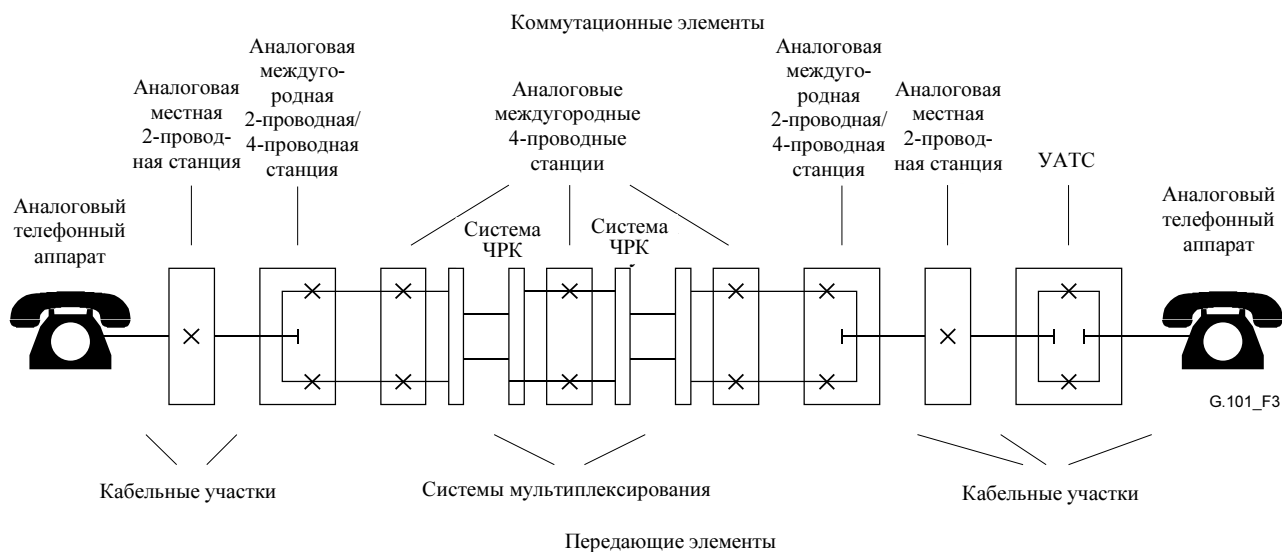 Коммутационные элементы
Аналоговая
местная
2-провод-
ная станция
Аналоговая
междуго-
родная
2-проводная/
4-проводная
станция
Аналоговые
междугородные
4-проводные
станции
Аналоговая
междуго-
родная
2-проводная/
4-проводная
станция
Аналоговая
местная
2-провод-
ная станция
УАТС
Аналоговый
телефонный
аппарат
Система
ЧРК
Система
ЧРК
Аналоговый
телефонный
аппарат
G.101_F3
Кабельные участки
Системы мультиплексирования
Кабельные участки
Передающие элементы